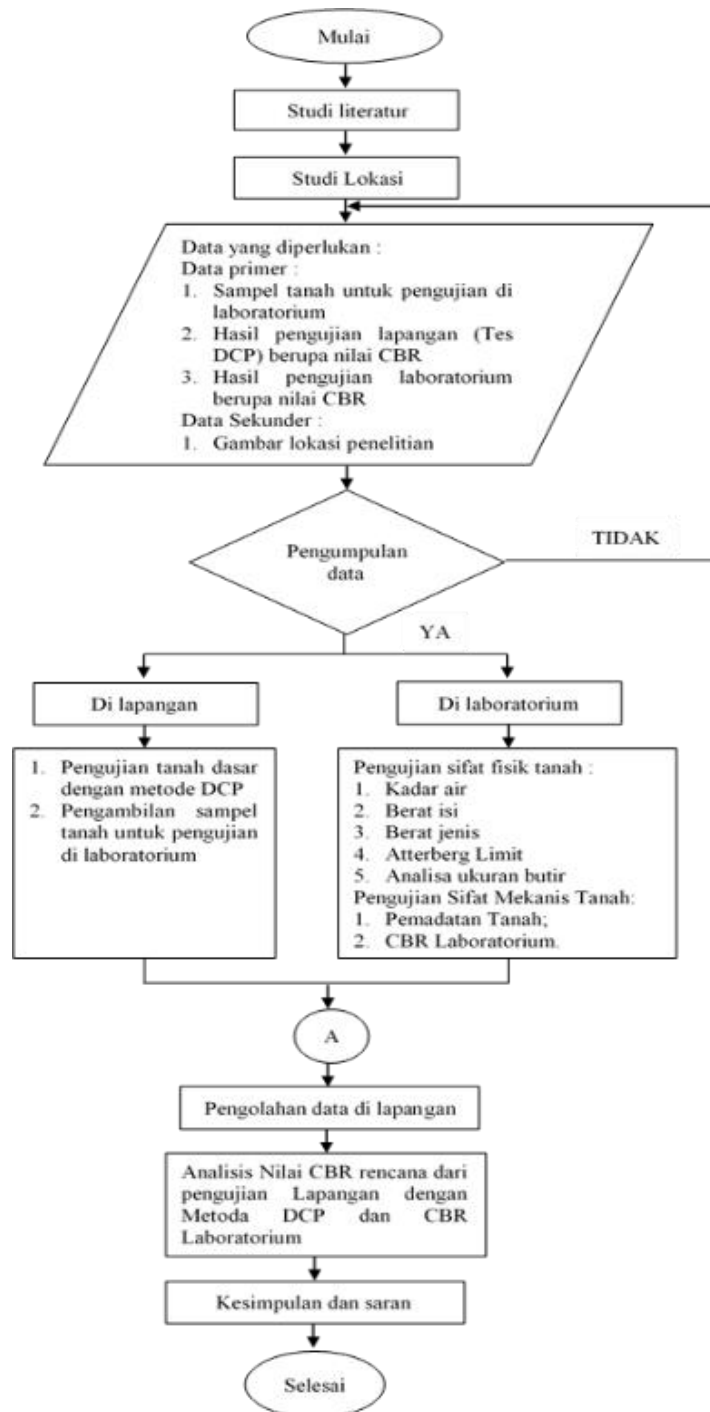 Mulai
Studi literatur
Studi Lokasi
Data yang diperlukan :
Data primer :
1. Sampel tanah untuk pengujian di
laboratorium
2. Hasil pengujian lapangan (Tes
DCP) berupa nilai CBR
3. Hasil pengujian laboratorium
berupa nilai CBR
Data Sekunder :
1. Gambar lokasi penelitian
Pengumpulan
data
TIDAK
YA
Di lapangan
1. Pengujian tanah dasar
dengan metode DCP
2. Pengambilan sampel
tanah untuk pengujian
di laboratorium
Di laboratorium
Pengujian sifat fisik tanah :
1. Kadar air
2. Berat isi
3. Berat jenis
4. Atterberg Limit
5. Analisa ukuran butir
Pengujian Sifat Mekanis Tanah:
1. Pemadatan Tanah;
2. CBR Laboratorium.
A
Pengolahan data di lapangan
Analisis Nilai CBR rencana dari
pengujian Lapangan dengan
Metoda DCP dan CBR
Laboratorium
Kesimpulan dan saran
Selesai